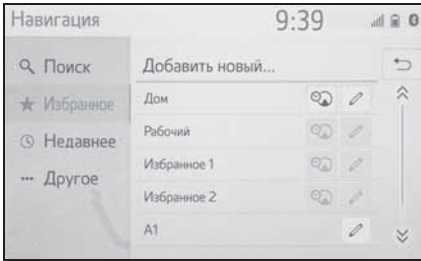 Навигация
9:39
Поиск
Избранное
Недавнее
Другое
Добавить новый...
Дом
Рабочий
Избранное 1
Избранное 2
A1